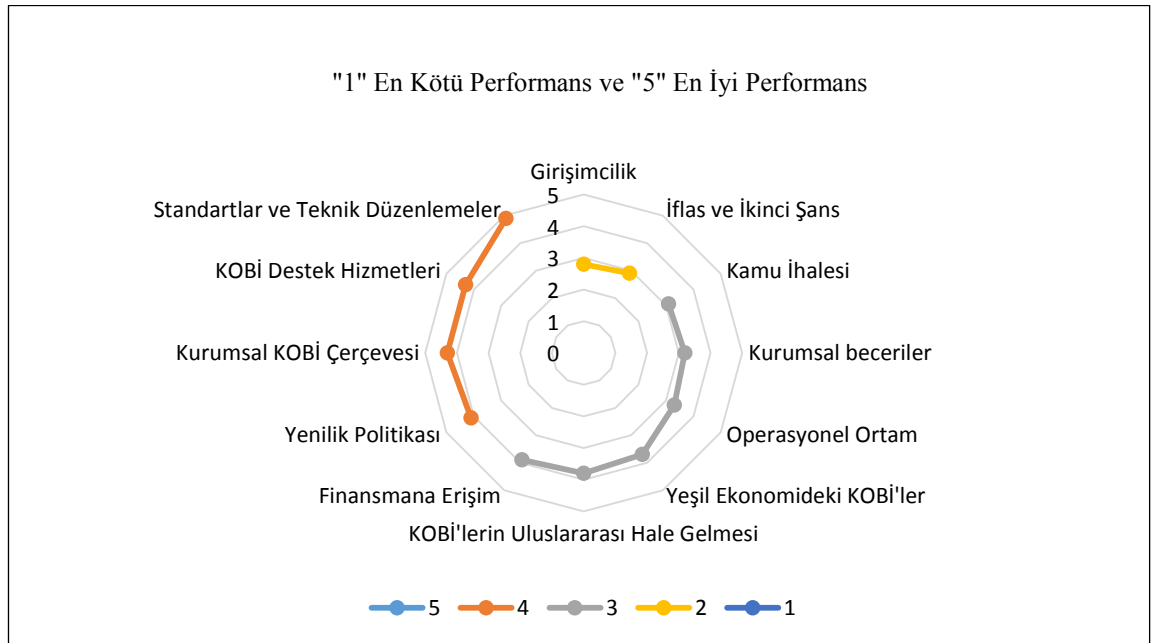 "1" En Kötü Performans ve "5" En İyi Performans
Girişimcilik
İflas ve İkinci Şans
Kamu İhalesi
Kurumsal beceriler
Operasyonel Ortam
Yeşil Ekonomideki KOBİ'ler
KOBİ'lerin Uluslararası Hale Gelmesi
Finansmana Erişim
Yenilik Politikası
Kurumsal KOBİ Çerçevesi
KOBİ Destek Hizmetleri
Standartlar ve Teknik Düzenlemeler
5
4
3
2
1
0
5 4 3 2 1